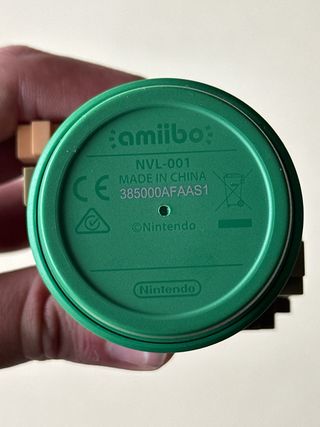 amiibo
NVL-001
MADE IN CHINA
CE 385000AFAAS1
©Nintendo
Nintendo